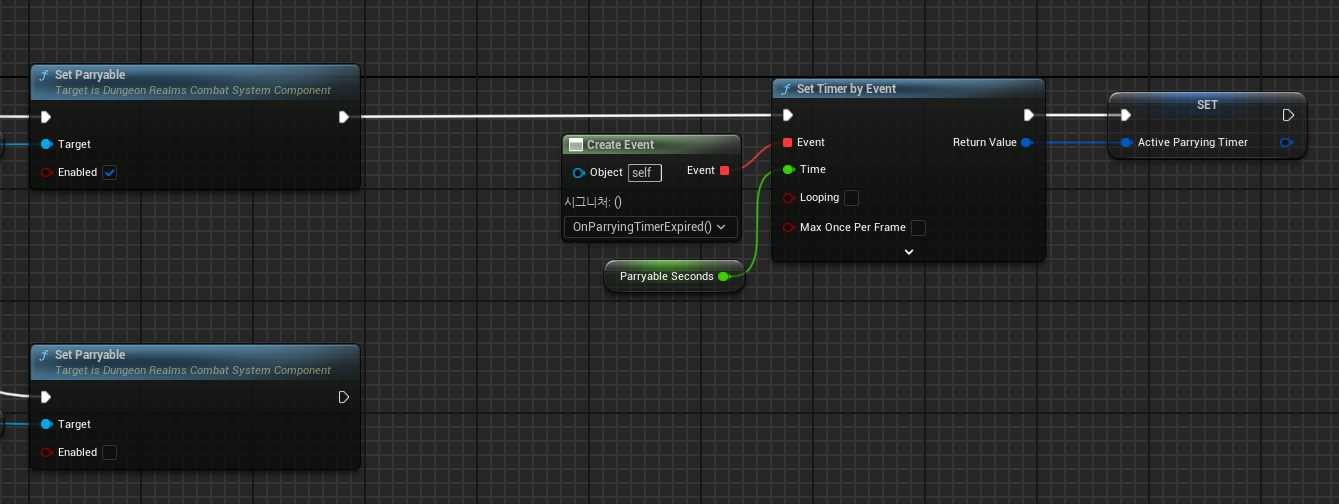 Set Parryable
Target is Dungeon Realms Combat System Component
Target
Enabled
Create Event
Object self
Event
시그니처: ()
OnParryingTimerExpired()
Parryable Seconds
Set Timer by Event
Event
Return Value
Time
Looping
Max Once Per Frame
SET
Active Parrying Timer
Set Parryable
Target is Dungeon Realms Combat System Component
Target
Enabled